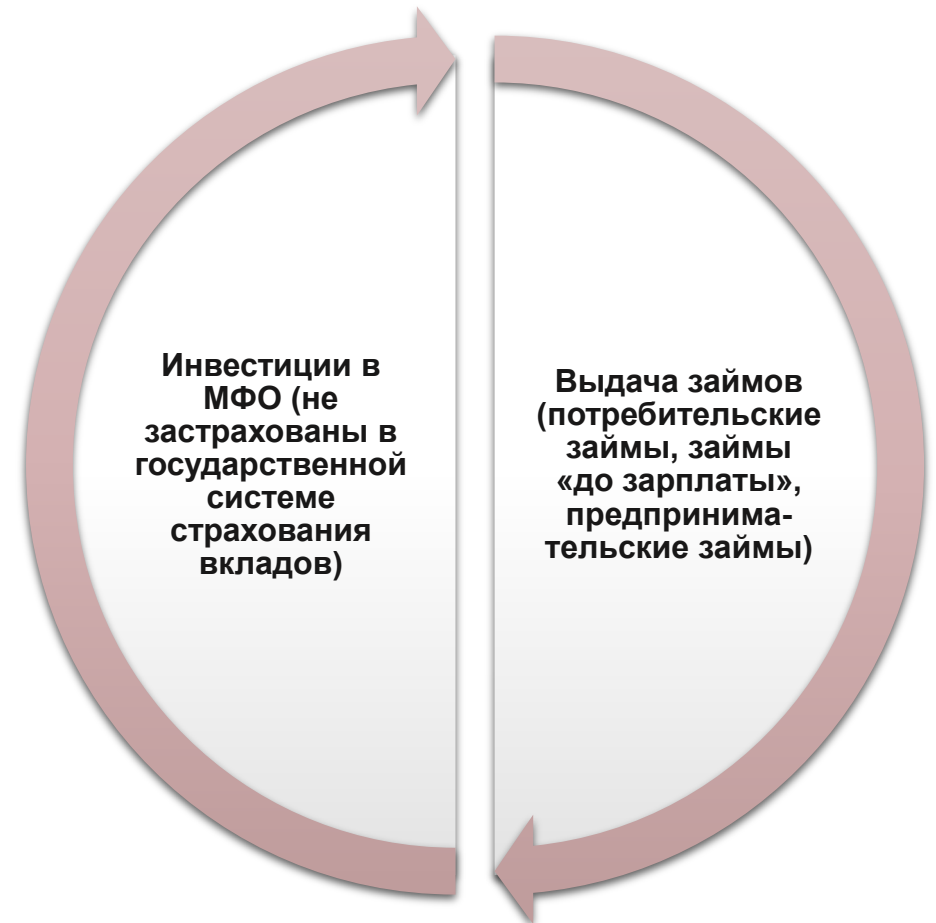 Инвестиции в
МФО (не
застрахованы в
государственной
системе
страхования
вкладов)
Выдача займов
(потребительские
займы, займы
«до зарплаты»,
предпринима-
тельские займы)